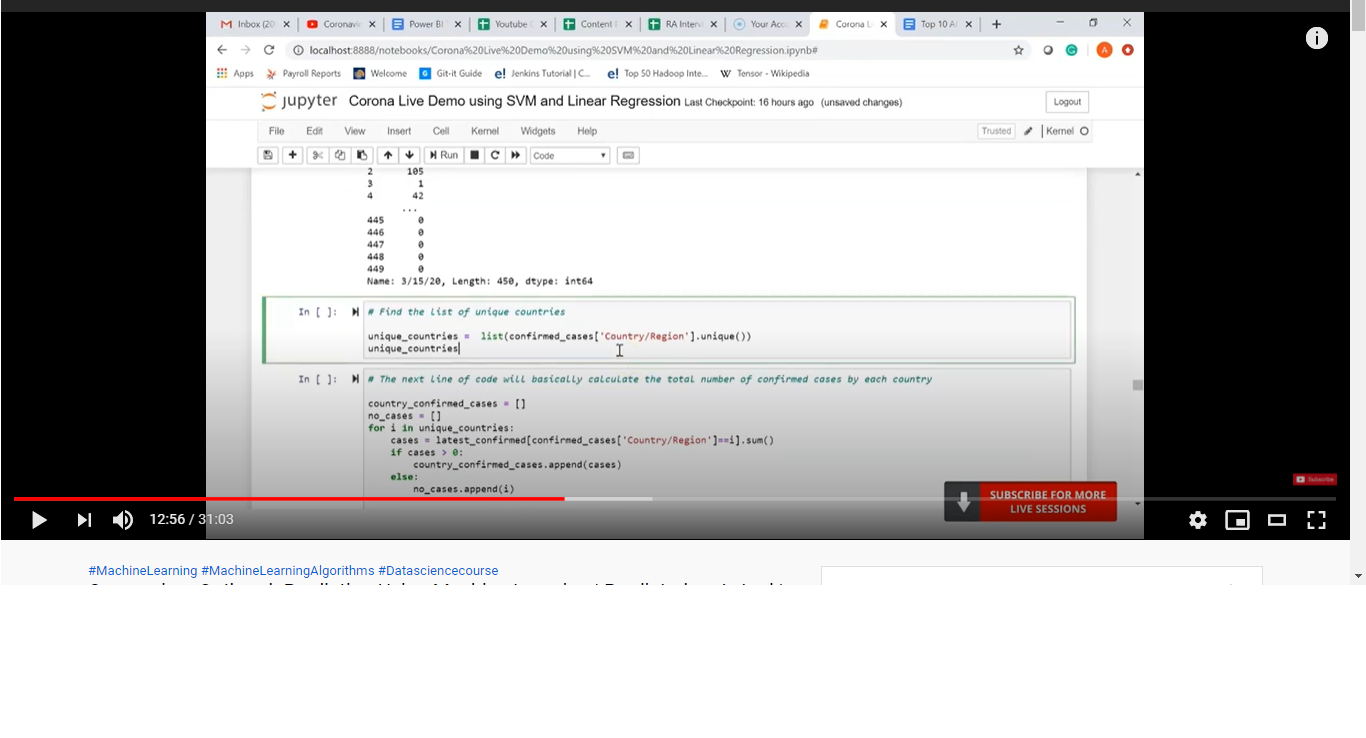 Inbox (20 Coronavi Power BI Youtube Content RA Interv Your Acc Corona L Top 10 A
localhost:8888/notebooks/Corona%20Live%20Demo%20using%20SVM%20and%20Linear%20Regression.ipynb#
Apps Payroll Reports Welcome Git-it Guide Jenkins Tutorial | C... Top 50 Hadoop Inte... Tensor - Wikipedia
jupyter Corona Live Demo using SVM and Linear Regression Last Checkpoint: 16 hours ago (unsaved changes) Logout
File Edit View Insert Cell Kernel Widgets Help Trusted Kernel
Run Code
2 105
3 1
4 42
...
445 0
446 0
447 0
448 0
449 0
Name: 3/15/20, Length: 450, dtype: int64
In [ ]: # Find the list of unique countries
unique_countries = list(confirmed_cases['Country/Region'].unique())
unique_countries
In [ ]: # The next line of code will basically calculate the total number of confirmed cases by each country
country_confirmed_cases = []
no_cases = []
for i in unique_countries:
cases = latest_confirmed[confirmed_cases['Country/Region']==i].sum()
if cases > 0:
country_confirmed_cases.append(cases)
else:
no_cases.append(i)
Subscribe
SUBSCRIBE FOR MORE
LIVE SESSIONS
12:56 / 31:03
#MachineLearning #MachineLearningAlgorithms #Datasciencecourse